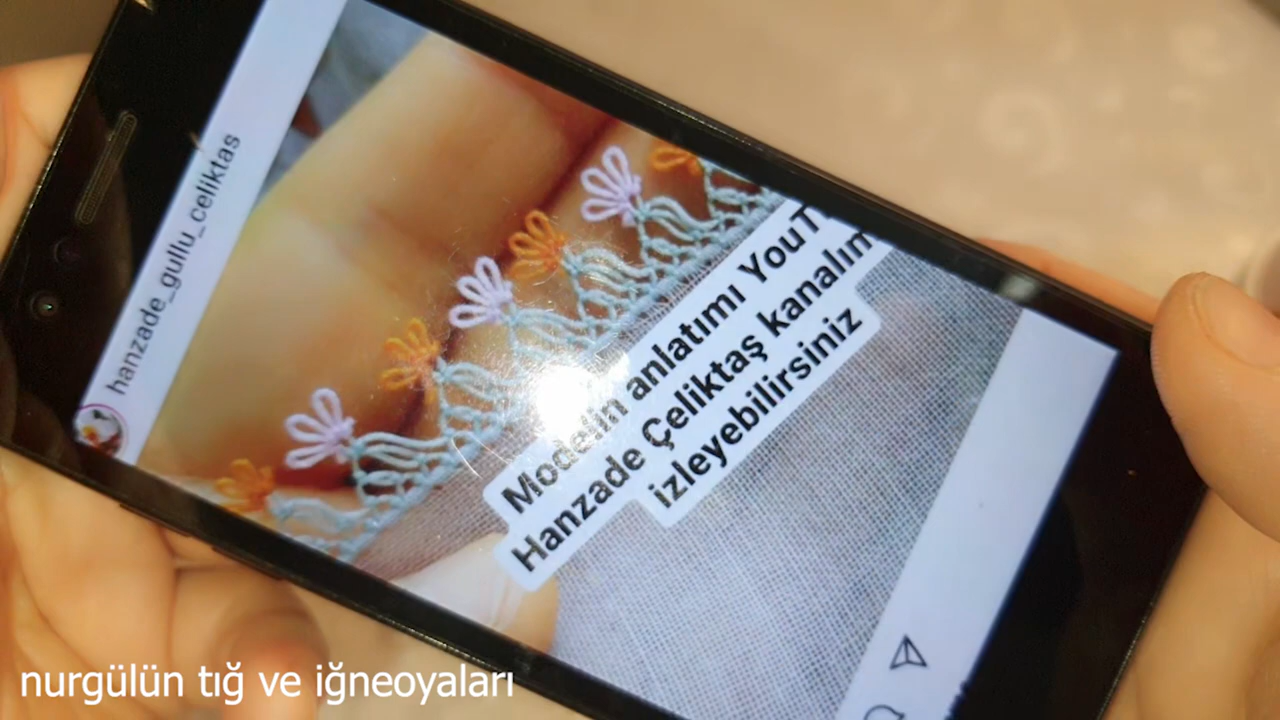 hanzade_gullu_celiktas
Modelin anlatımı YouT
Hanzade Çeliktaş kanalım
izleyebilirsiniz
nurgülün tığ ve iğneoyaları